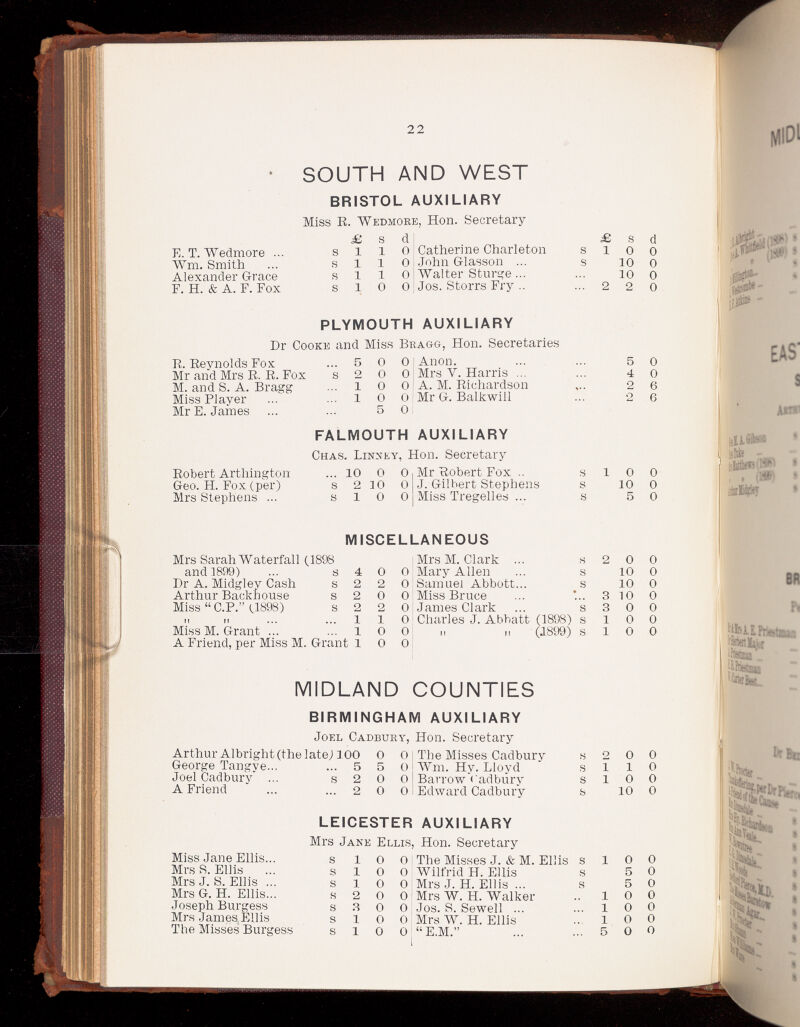 22
SOUTH AND WEST
BRISTOL AUXILIARY
Miss R. WEDMORE, Hon. Secretary
£ s d
E. T. Wedmore ... s 1 1 0
Wm. Smith ... s 1 1 0
Alexander Grace s 1 1 0
F. H. & A. F. Fox s 1 0 0
£ s d
Catherine Charleton s 1 0 0
John Glasson ... s 10 0
Walter Sturge ... ... 10 0
Jos. Storrs Fry .. ... 2 2 0
PLYMOUTH AUXILIARY
Dr COOKE and Miss BRAGG, Hon. Secretaries
R. Reynolds Fox ... 5 0 0
Mr and Mrs R. R. Fox s 2 0 0
M. and S. A. Bragg ... 1 0 0
Miss Player ... ... 1 0 0
Mr E. James ... ... 5 0
Anon. ... ... 5 0
Mrs V. Harris ... ... 4 0
A. M. Richardson ... 2 6
Mr G. Balkwill ... 2 6
FALMOUTH AUXILIARY
CHAS. LINNEY, Hon. Secretary
Robert Arthington ... 10 0 0
Geo. H. Fox (per) s 2 10 0
Mrs Stephens ... s 1 0 0
Mr Robert Fox .. s 1 0 0
J. Gilbert Stephens s 10 0
Miss Tregelles ... s 5 0
MISCELLANEOUS
Mrs Sarah Waterfall (1898
and 1899) ... s 4 0 0
Dr A. Midgley Cash s 2 2 0
Arthur Backhouse s 2 0 0
Miss "C.P." (1898) s 2 2 0
" " ... ... 1 1 0
Miss M. Grant ... ... 1 0 0
A Friend, per Miss M. Grant 1 0 0
Mrs M. Clark ... s 2 0 0
Mary Allen ... s 10 0
Samuel Abbott... s 10 0
Miss Bruce ... ... 3 10 0
James Clark ... s 3 0 0
Charles J. Abbatt (1898) s 1 0 0
" " (1899) s 1 0 0
MIDLAND COUNTIES
BIRMINGHAM AUXILIARY
JOEL CADBURY, Hon. Secretary
Arthur Albright (the late) 100 0 0
George Tangye... ... 5 5 0
Joel Cadbury ... s 2 0 0
A Friend ... ... 2 0 0
The Misses Cadbury s 2 0 0
Wm. Hy. Lloyd s 1 1 0
Barrow Cadbury s 1 0 0
Edward Cadbury s 10 0
LEICESTER AUXILIARY
Mrs JANE ELLIS, Hon. Secretary
Miss Jane Ellis... s 1 0 0
Mrs S. Ellis ... s 1 0 0
Mrs J. S. Ellis ... s 1 0 0
Mrs G. H. Ellis... s 2 0 0
Joseph Burgess s 3 0 0
Mrs James Ellis s 1 0 0
The Misses Burgess s 1 0 0
The Misses J. & M. Ellis s 1 0 0
Wilfrid H. Ellis s 5 0
Mrs J. H. Ellis ... s 5 0
Mrs W. H. Walker .. 1 0 0
Jos. S. Sewell ... ... 1 0 0
Mrs W. H. Ellis ... 1 0 0
"E.M." ... ... 5 0 0